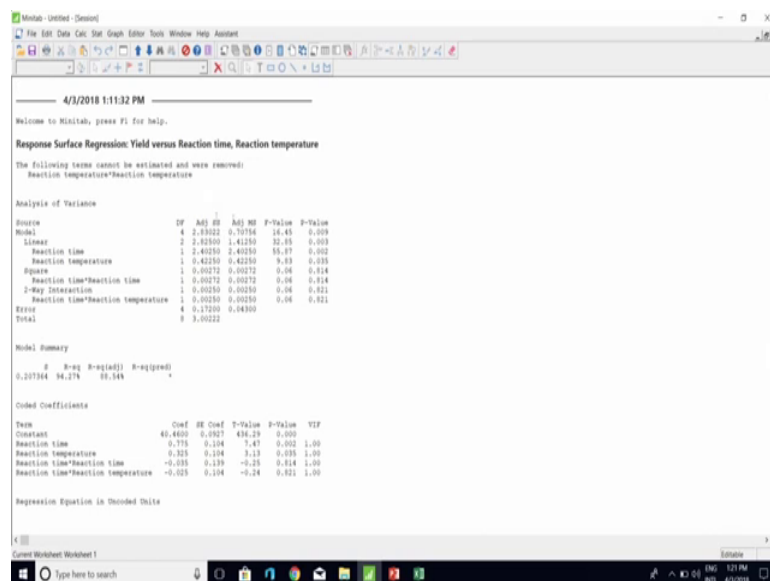 Minitab - Untitled - [Session]
File Edit Data Calc Stat Graph Editor Tools Window Help Assistant
4/3/2018 1:11:32 PM
Welcome to Minitab, press F1 for help.
Response Surface Regression: Yield versus Reaction time, Reaction temperature
The following terms cannot be estimated and were removed:
Reaction temperature*Reaction temperature
Analysis of Variance
Source DF Adj SS Adj MS F-Value P-Value
Model 4 2.83022 0.70756 16.45 0.009
Linear 2 2.82500 1.41250 32.85 0.003
Reaction time 1 2.40250 2.40250 55.87 0.002
Reaction temperature 1 0.42250 0.42250 9.83 0.035
Square 1 0.00272 0.00272 0.06 0.814
Reaction time*Reaction time 1 0.00272 0.00272 0.06 0.814
2-Way Interaction 1 0.00250 0.00250 0.06 0.821
Reaction time*Reaction temperature 1 0.00250 0.00250 0.06 0.821
Error 4 0.17200 0.04300
Total 8 3.00222
Model Summary
S R-sq R-sq(adj) R-sq(pred)
0.207364 94.27% 88.54% *
Coded Coefficients
Term Coef SE Coef T-Value P-Value VIF
Constant 40.4600 0.0927 436.29 0.000
Reaction time 0.775 0.104 7.47 0.002 1.00
Reaction temperature 0.325 0.104 3.13 0.035 1.00
Reaction time*Reaction time -0.035 0.139 -0.25 0.814 1.00
Reaction time*Reaction temperature -0.025 0.104 -0.24 0.821 1.00
Regression Equation in Uncoded Units
Current Worksheet: Worksheet 1 Editable
Type here to search
ENG 1:21 PM
4/3/2018